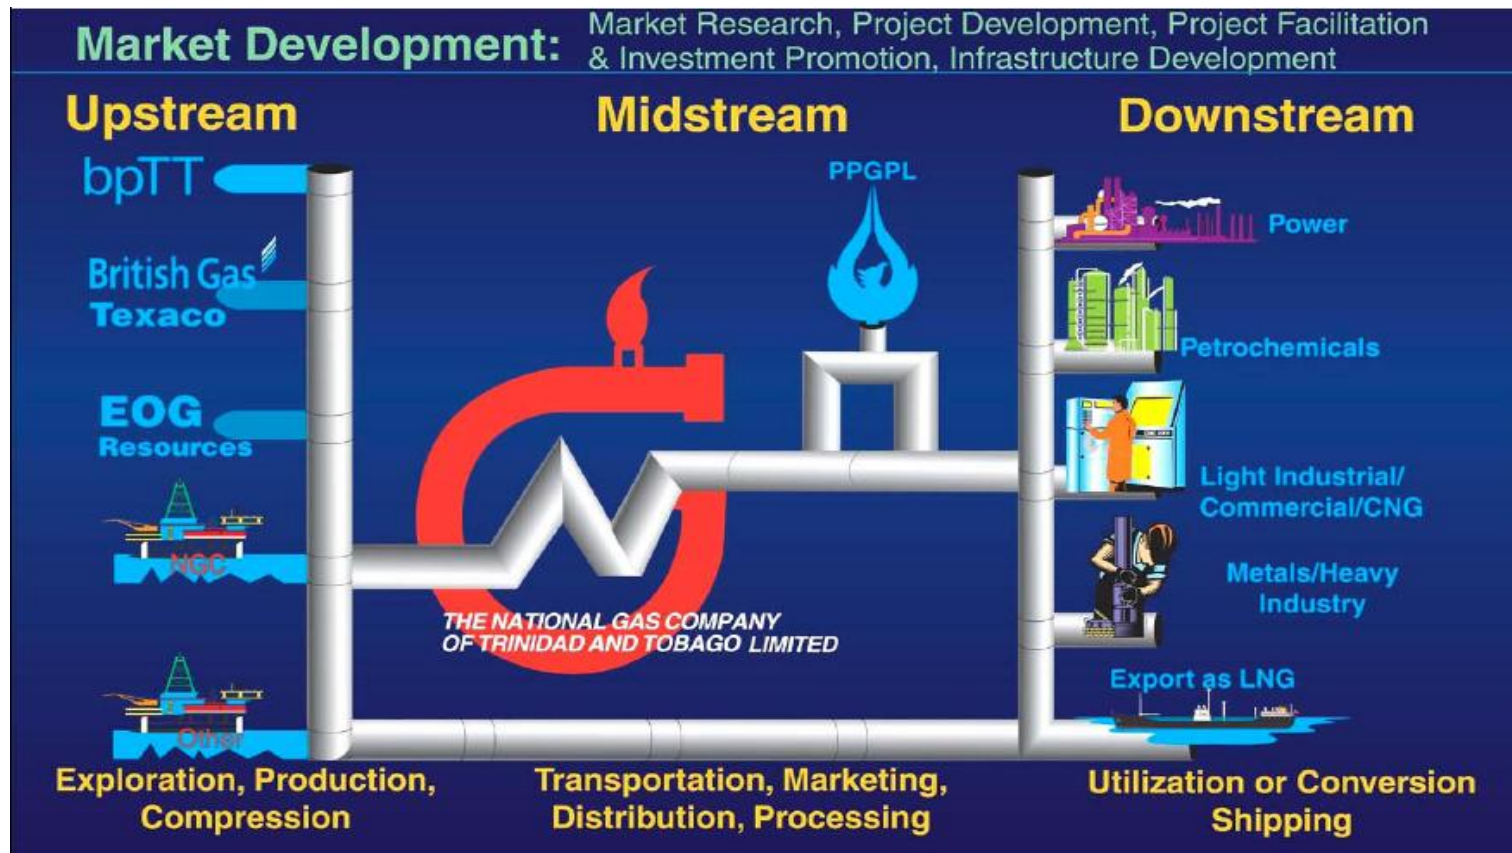 Market Development:
Market Research, Project Development, Project Facilitation
& Investment Promotion, Infrastructure Development
Upstream
Midstream
Downstream
bpTT
British Gas
Texaco
EOG
Resources
NGC
Other
PPGPL
THE NATIONAL GAS COMPANY
OF TRINIDAD AND TOBAGO LIMITED
Power
Petrochemicals
Light Industrial/
Commercial/CNG
Metals/Heavy
Industry
Export as LNG
Exploration, Production,
Compression
Transportation, Marketing,
Distribution, Processing
Utilization or Conversion
Shipping